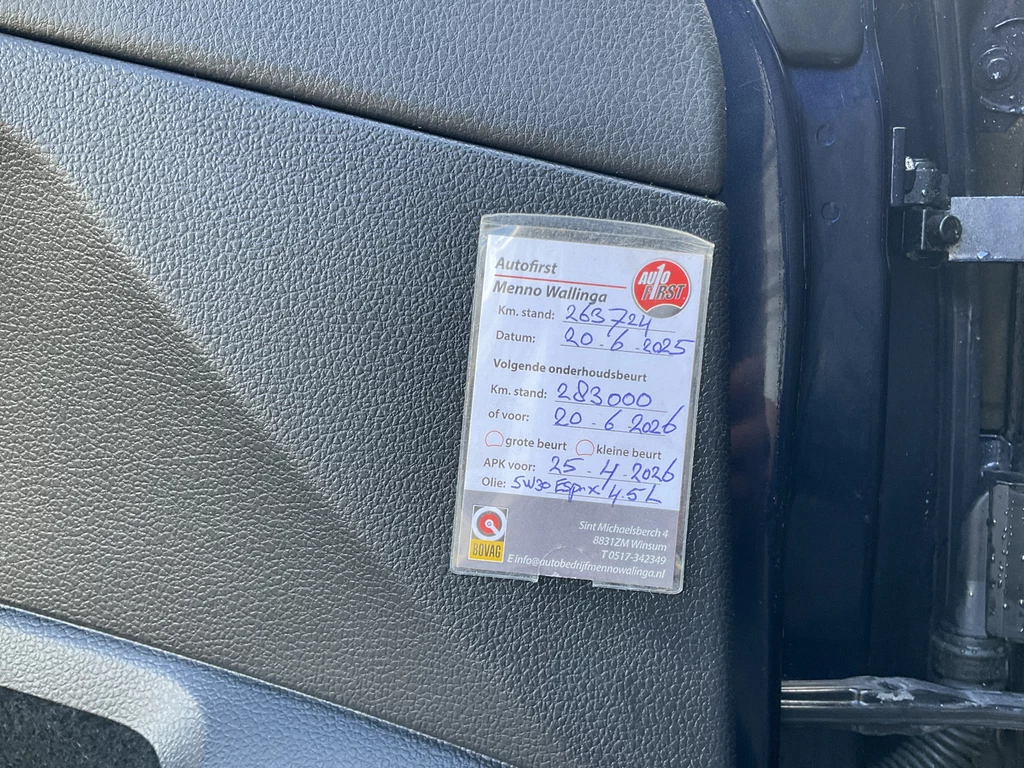 Autofirst
Menno Wallinga
AUTO FIRST
Km. stand: 263724
Datum: 20-6-2025
Volgende onderhoudsbeurt
Km. stand: 283000
of voor: 20-6 2026
grote beurt kleine beurt
APK voor: 25-4-2026
Olie: 5W30 Esp-X 4.5L
BOVAG
Sint Michaelsberch 4
8831ZM Winsum
T 0517-342349
E Info@autobedrijfmennowalinga.nl